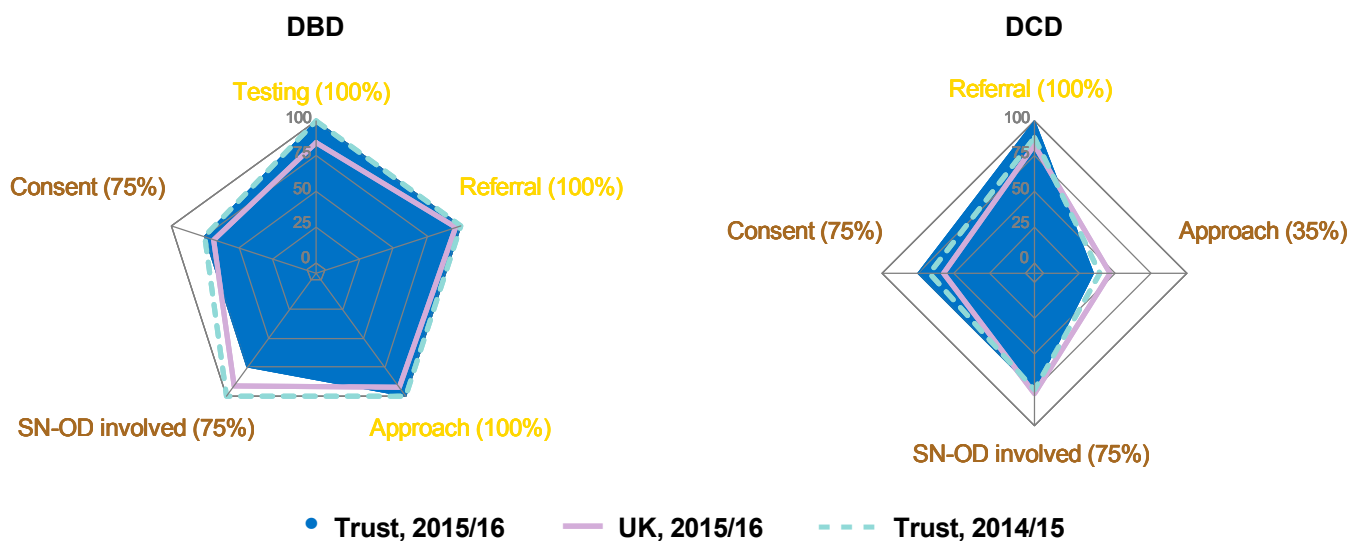 DBD
DCD
Testing (100%)
Referral (100%)
Approach (100%)
SN-OD involved (75%)
Consent (75%)
100
75
50
25
0
Referral (100%)
Approach (35%)
SN-OD involved (75%)
Consent (75%)
100
75
50
25
0
Trust, 2015/16
UK, 2015/16
Trust, 2014/15